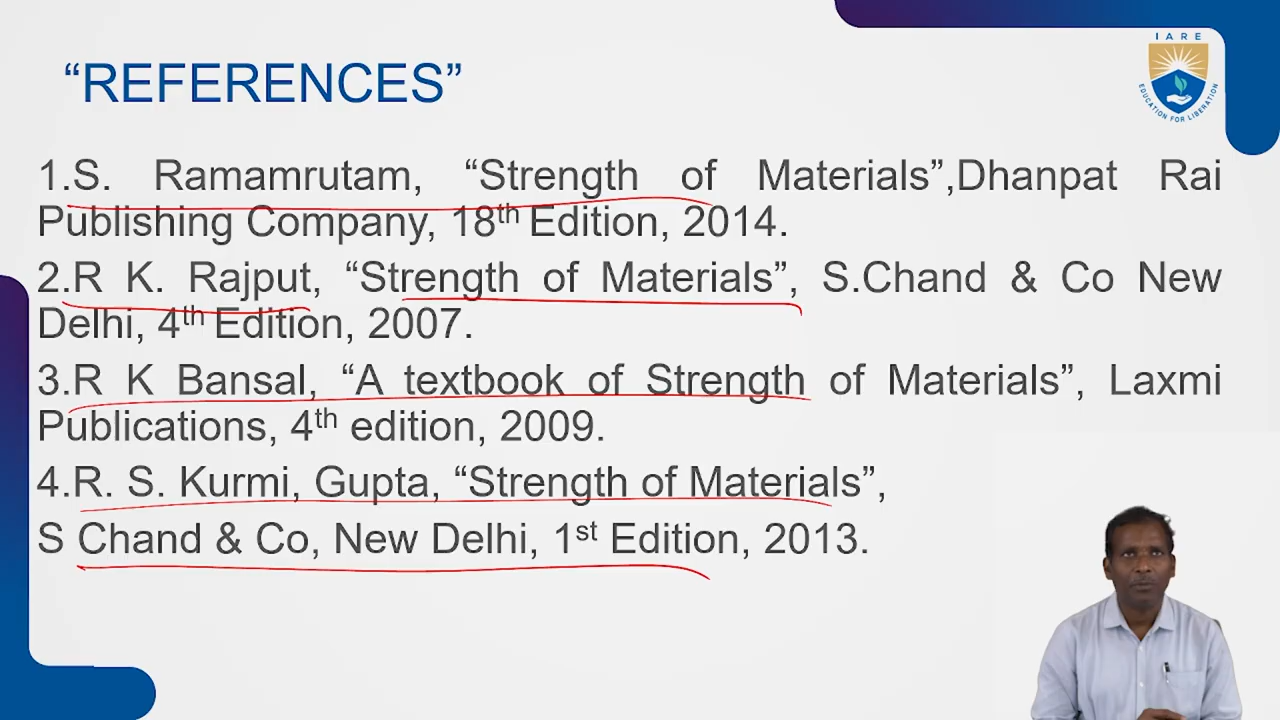 IARE
EDUCATION FOR LIBERATION
“REFERENCES”
1.S. Ramamrutam, “Strength of Materials”,Dhanpat Rai
Publishing Company, 18th Edition, 2014.
2.R K. Rajput, “Strength of Materials”, S.Chand & Co New
Delhi, 4th Edition, 2007.
3.R K Bansal, “A textbook of Strength of Materials”, Laxmi
Publications, 4th edition, 2009.
4.R. S. Kurmi, Gupta, “Strength of Materials”,
S Chand & Co, New Delhi, 1st Edition, 2013.